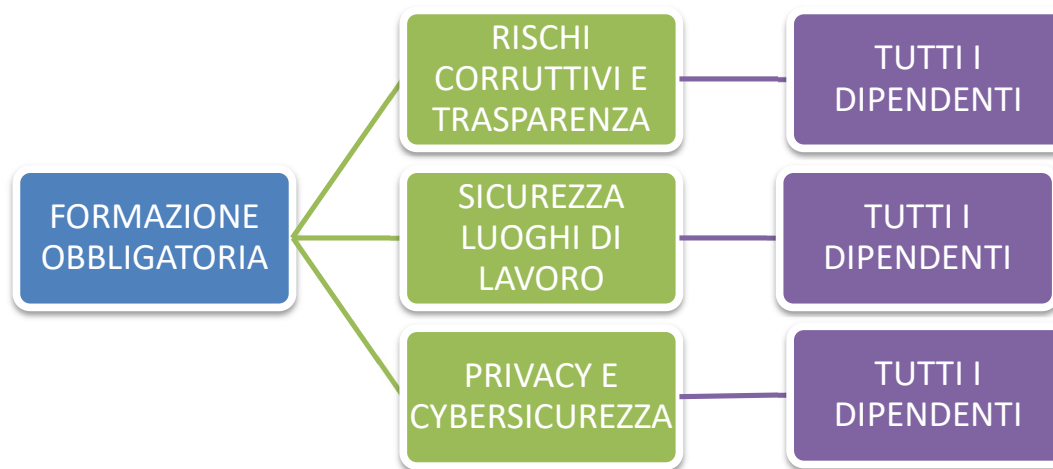 FORMAZIONE
OBBLIGATORIA
RISCHI
CORRUTTIVI E
TRASPARENZA
TUTTI I
DIPENDENTI
SICUREZZA
LUOGHI DI
LAVORO
TUTTI I
DIPENDENTI
PRIVACY E
CYBERSICUREZZA
TUTTI I
DIPENDENTI